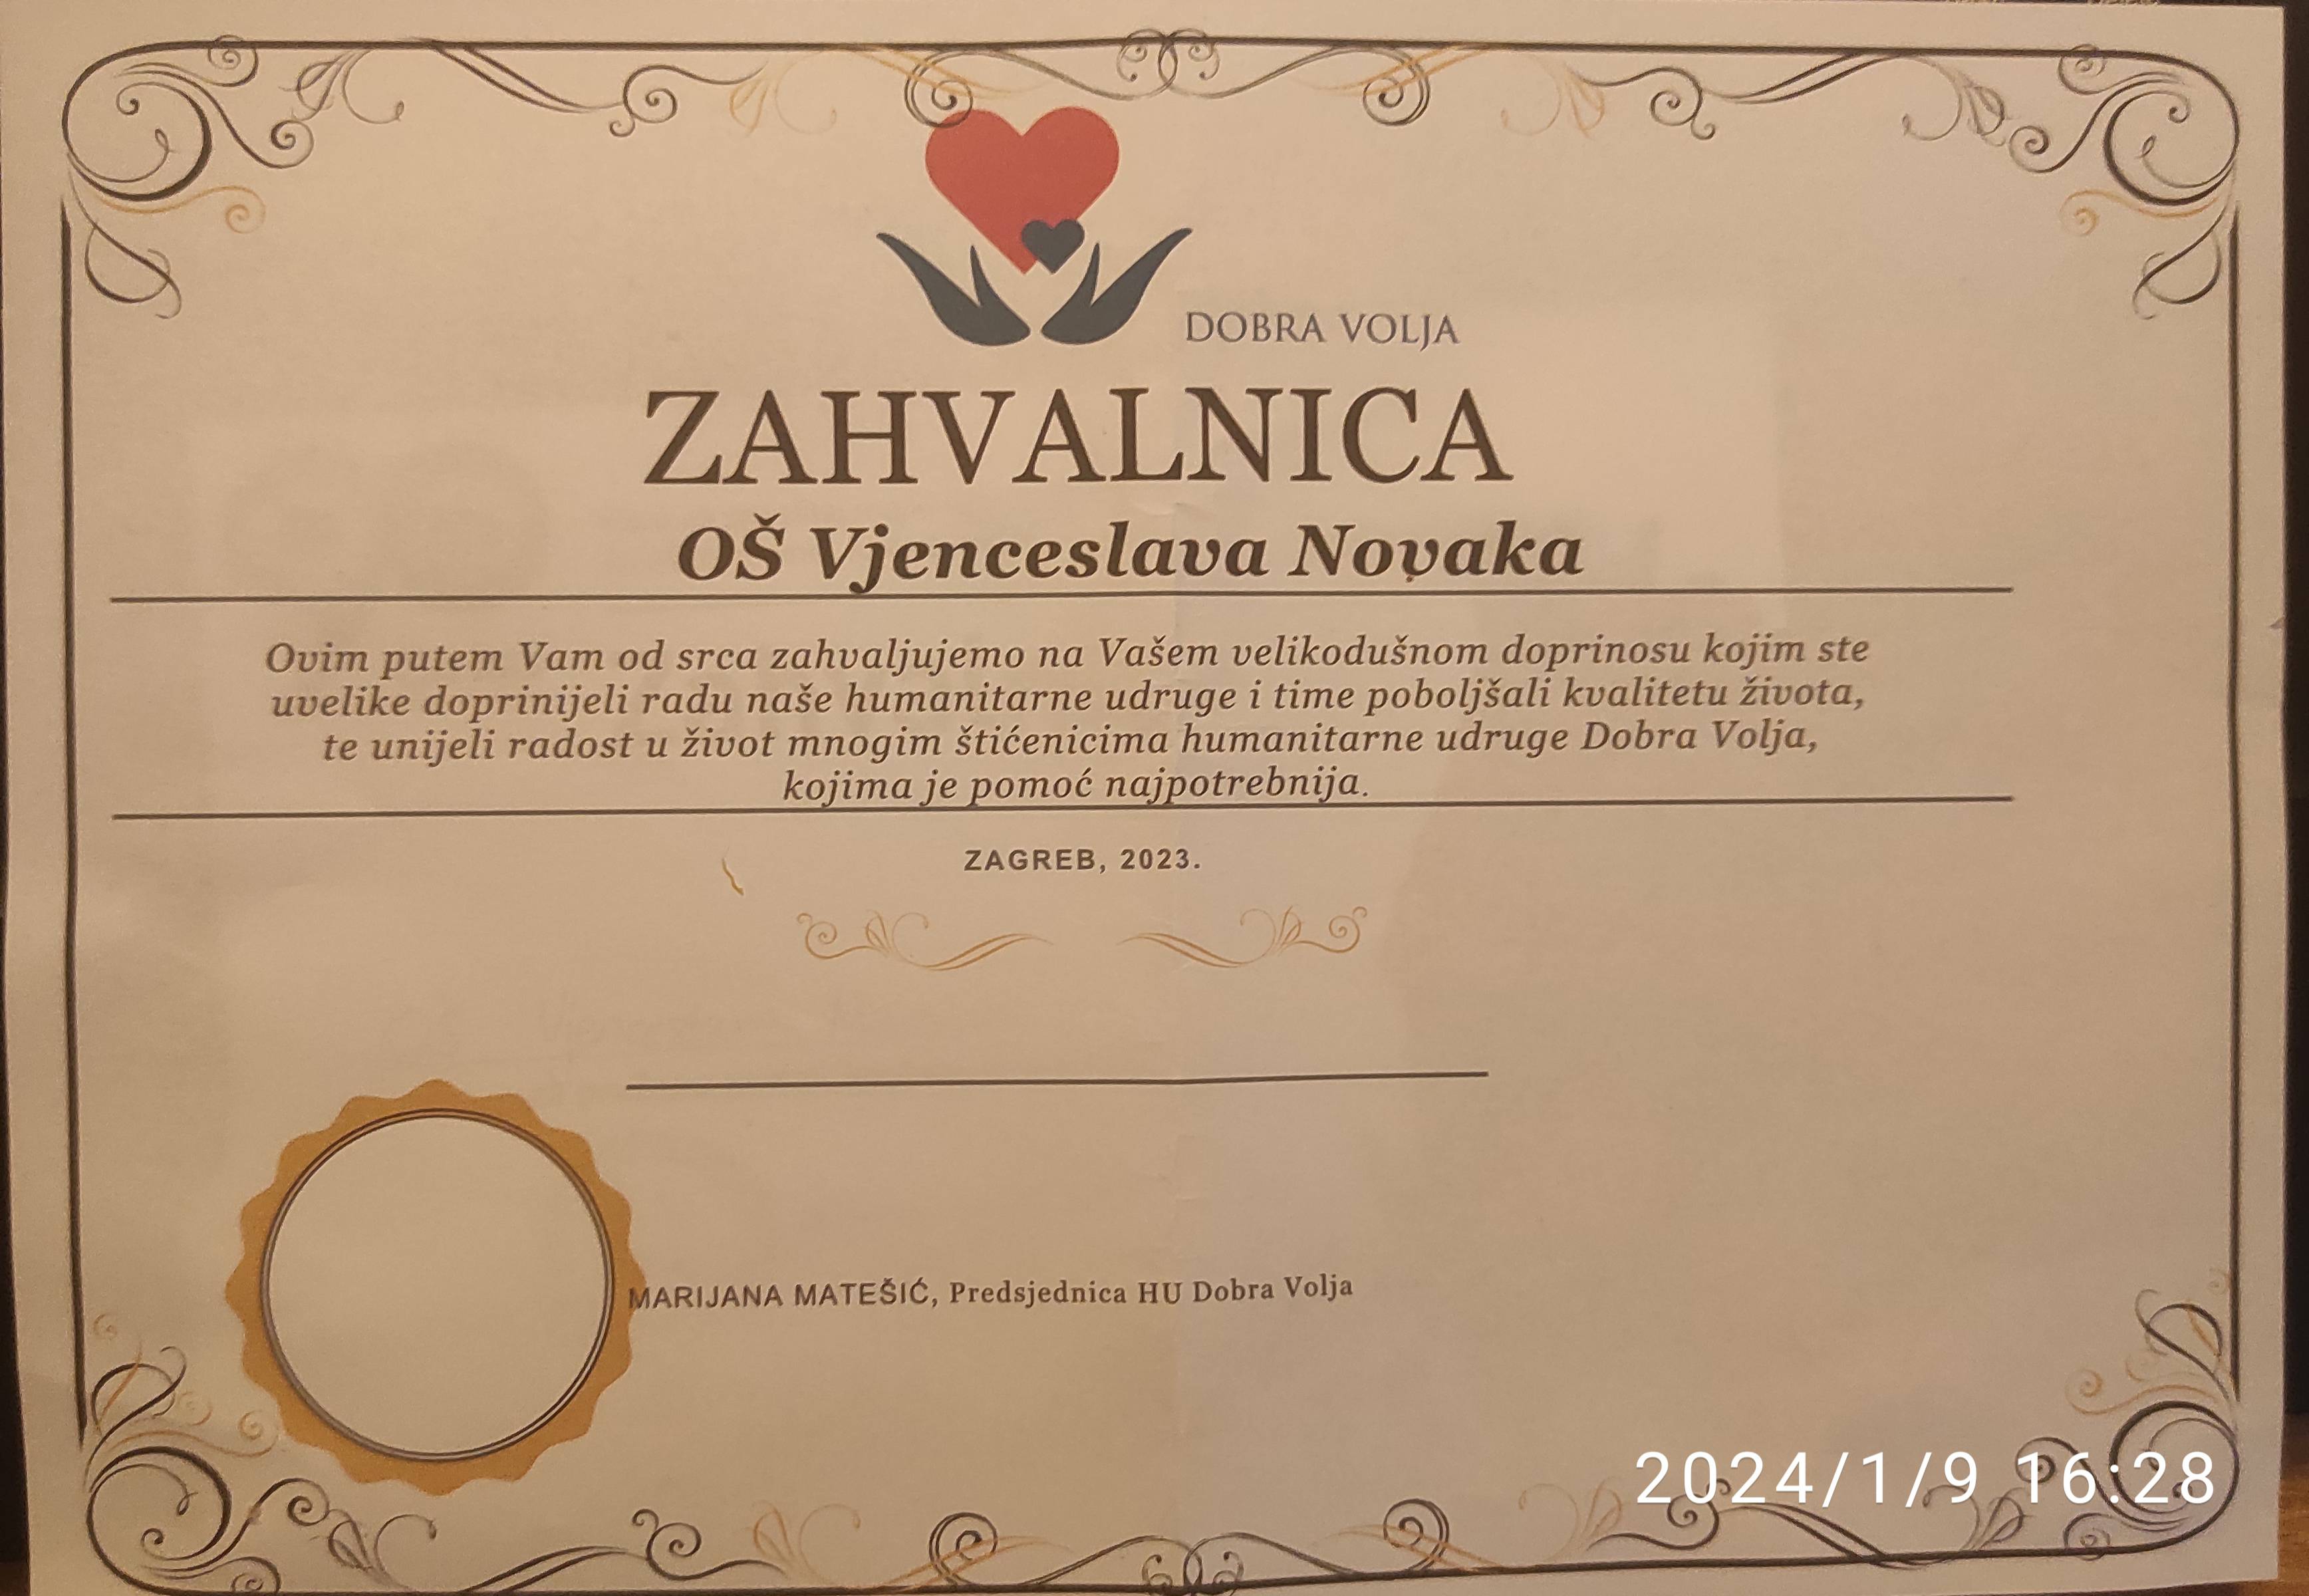 DOBRA VOLJA
ZAHVALNICA
OŠ Vjenceslava Novaka
Ovim putem Vam od srca zahvaljujemo na Vašem velikodušnom doprinosu kojim ste
uvelike doprinijeli radu naše humanitarne udruge i time poboljšali kvalitetu života,
te unijeli radost u život mnogim štićenicima humanitarne udruge Dobra Volja,
kojima je pomoć najpotrebnija.
ZAGREB, 2023.
MARIJANA MATEŠIĆ, Predsjednica HU Dobra Volja
2024/1/9 16:28